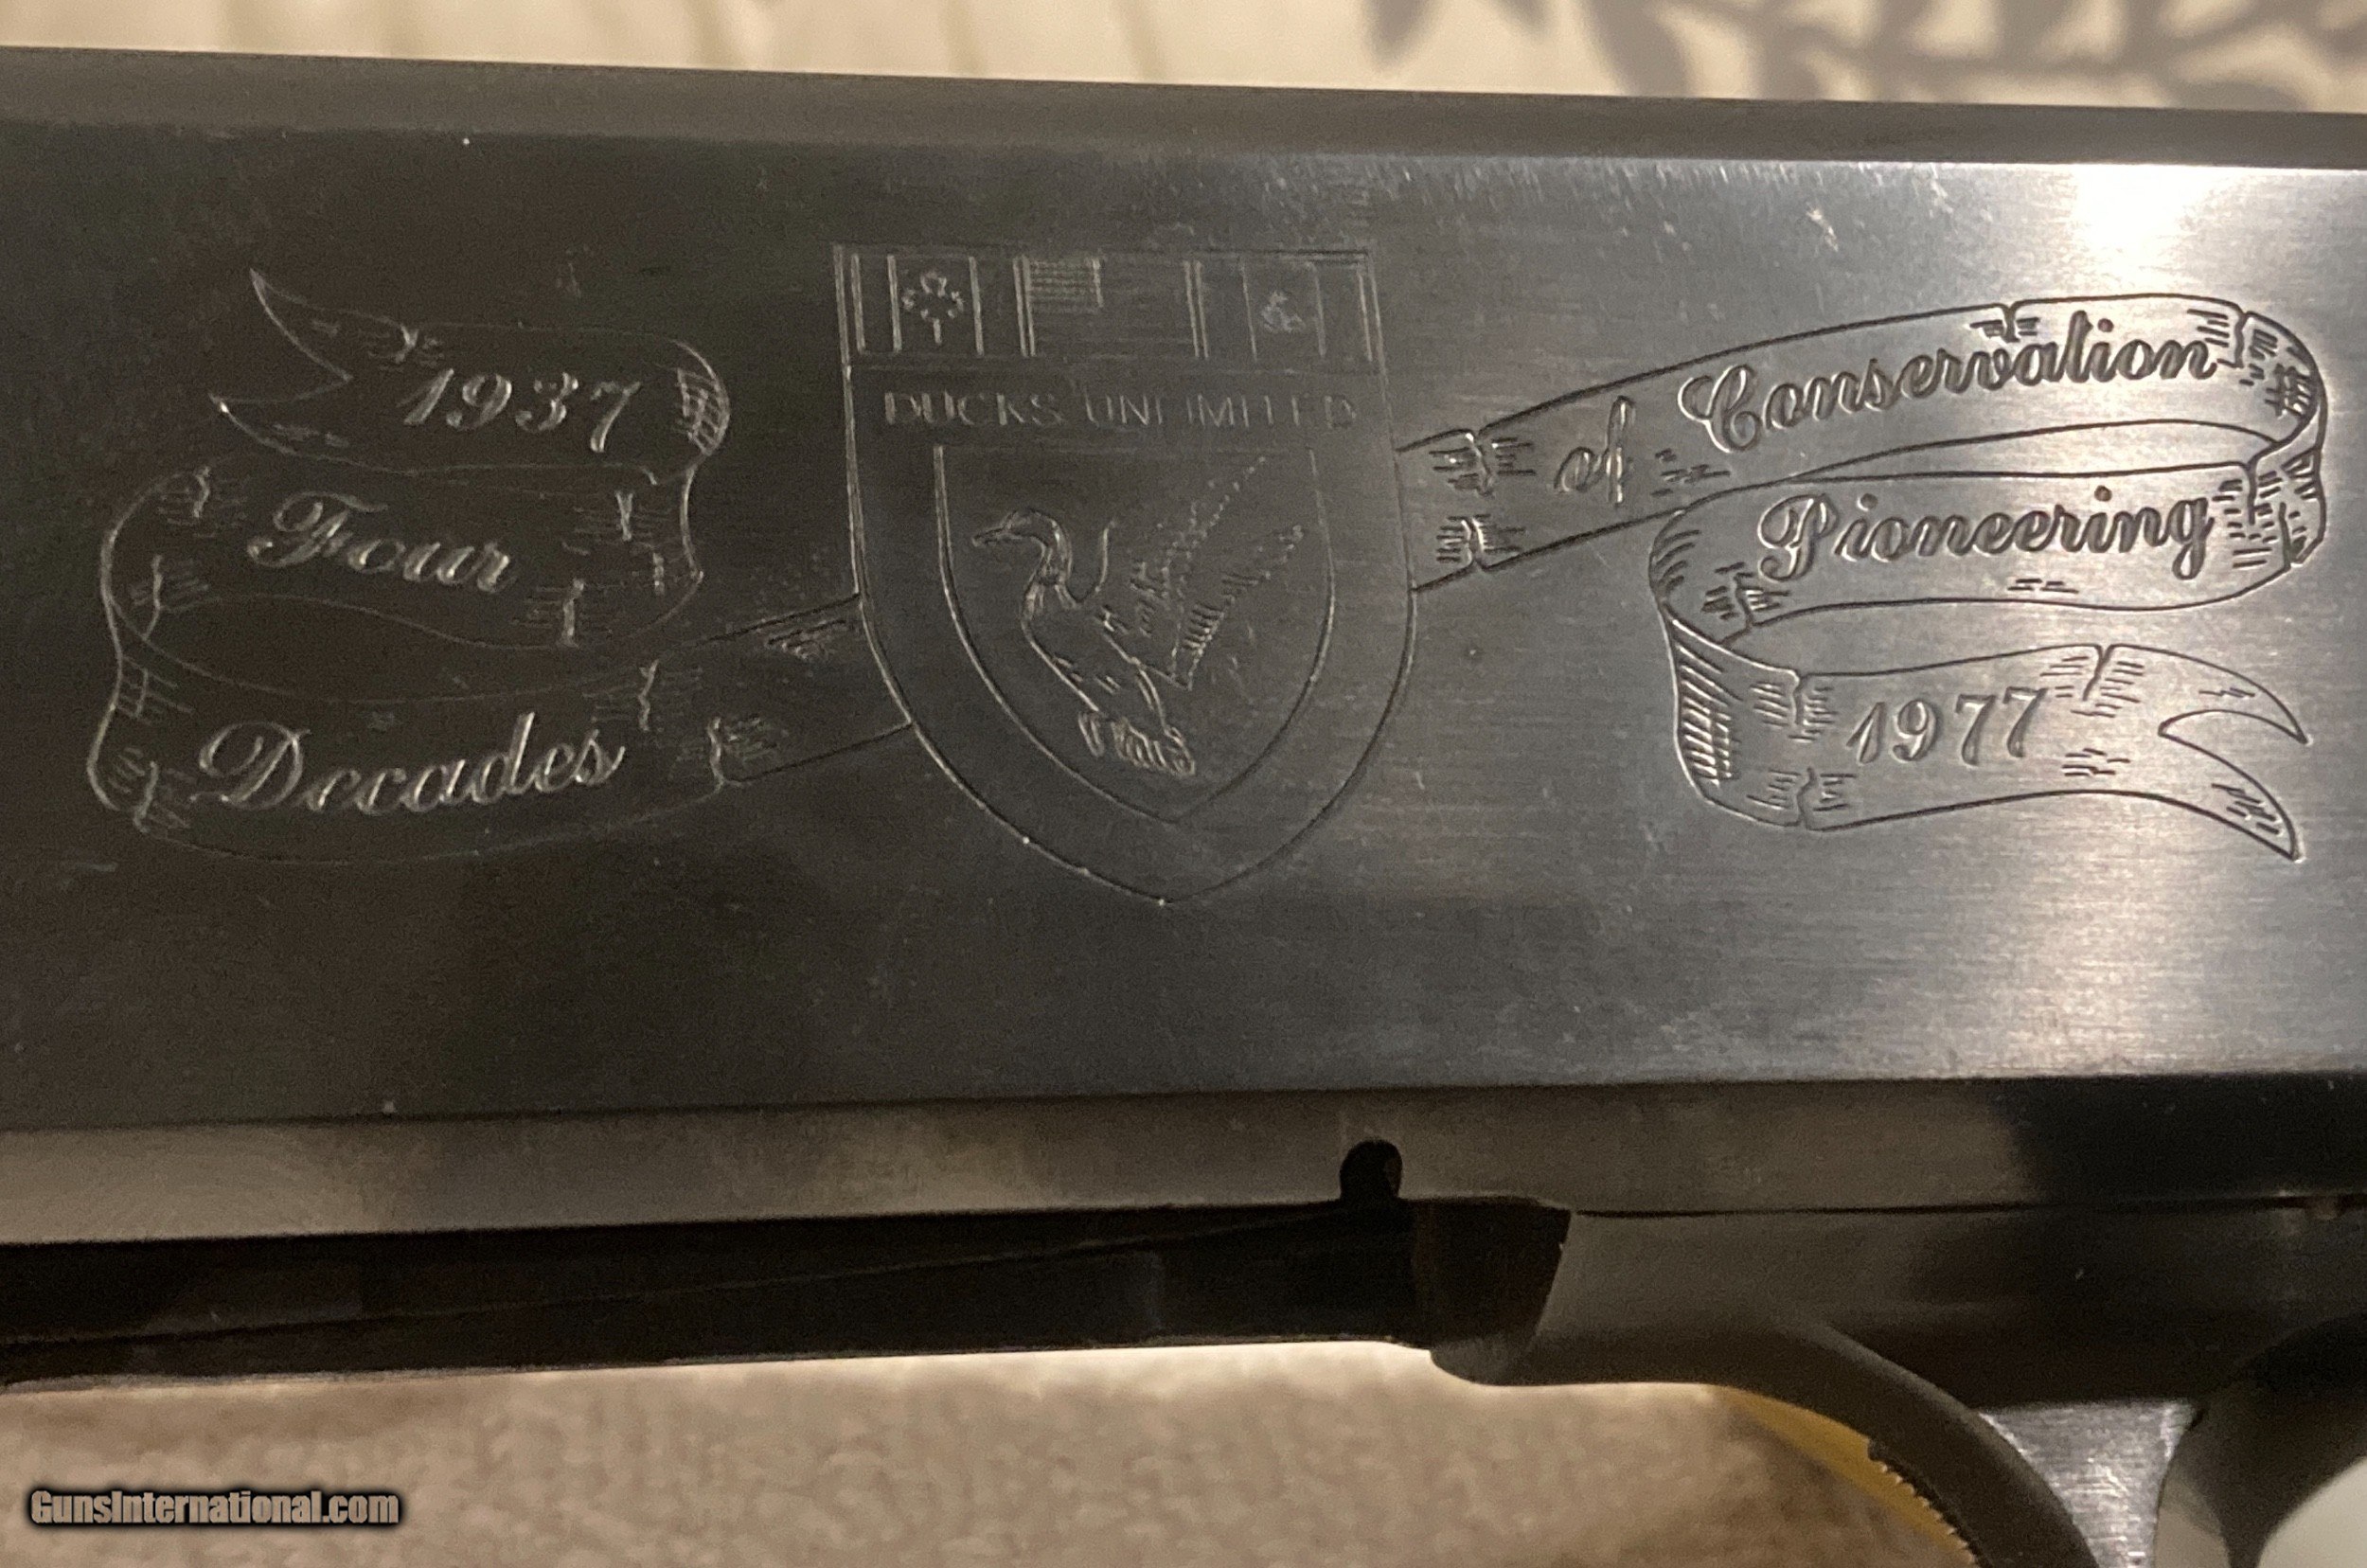 1937
Four
Decades
DUCKS UNLIMITED
of Conservation
Pioneering
1977
GunsInternational.com